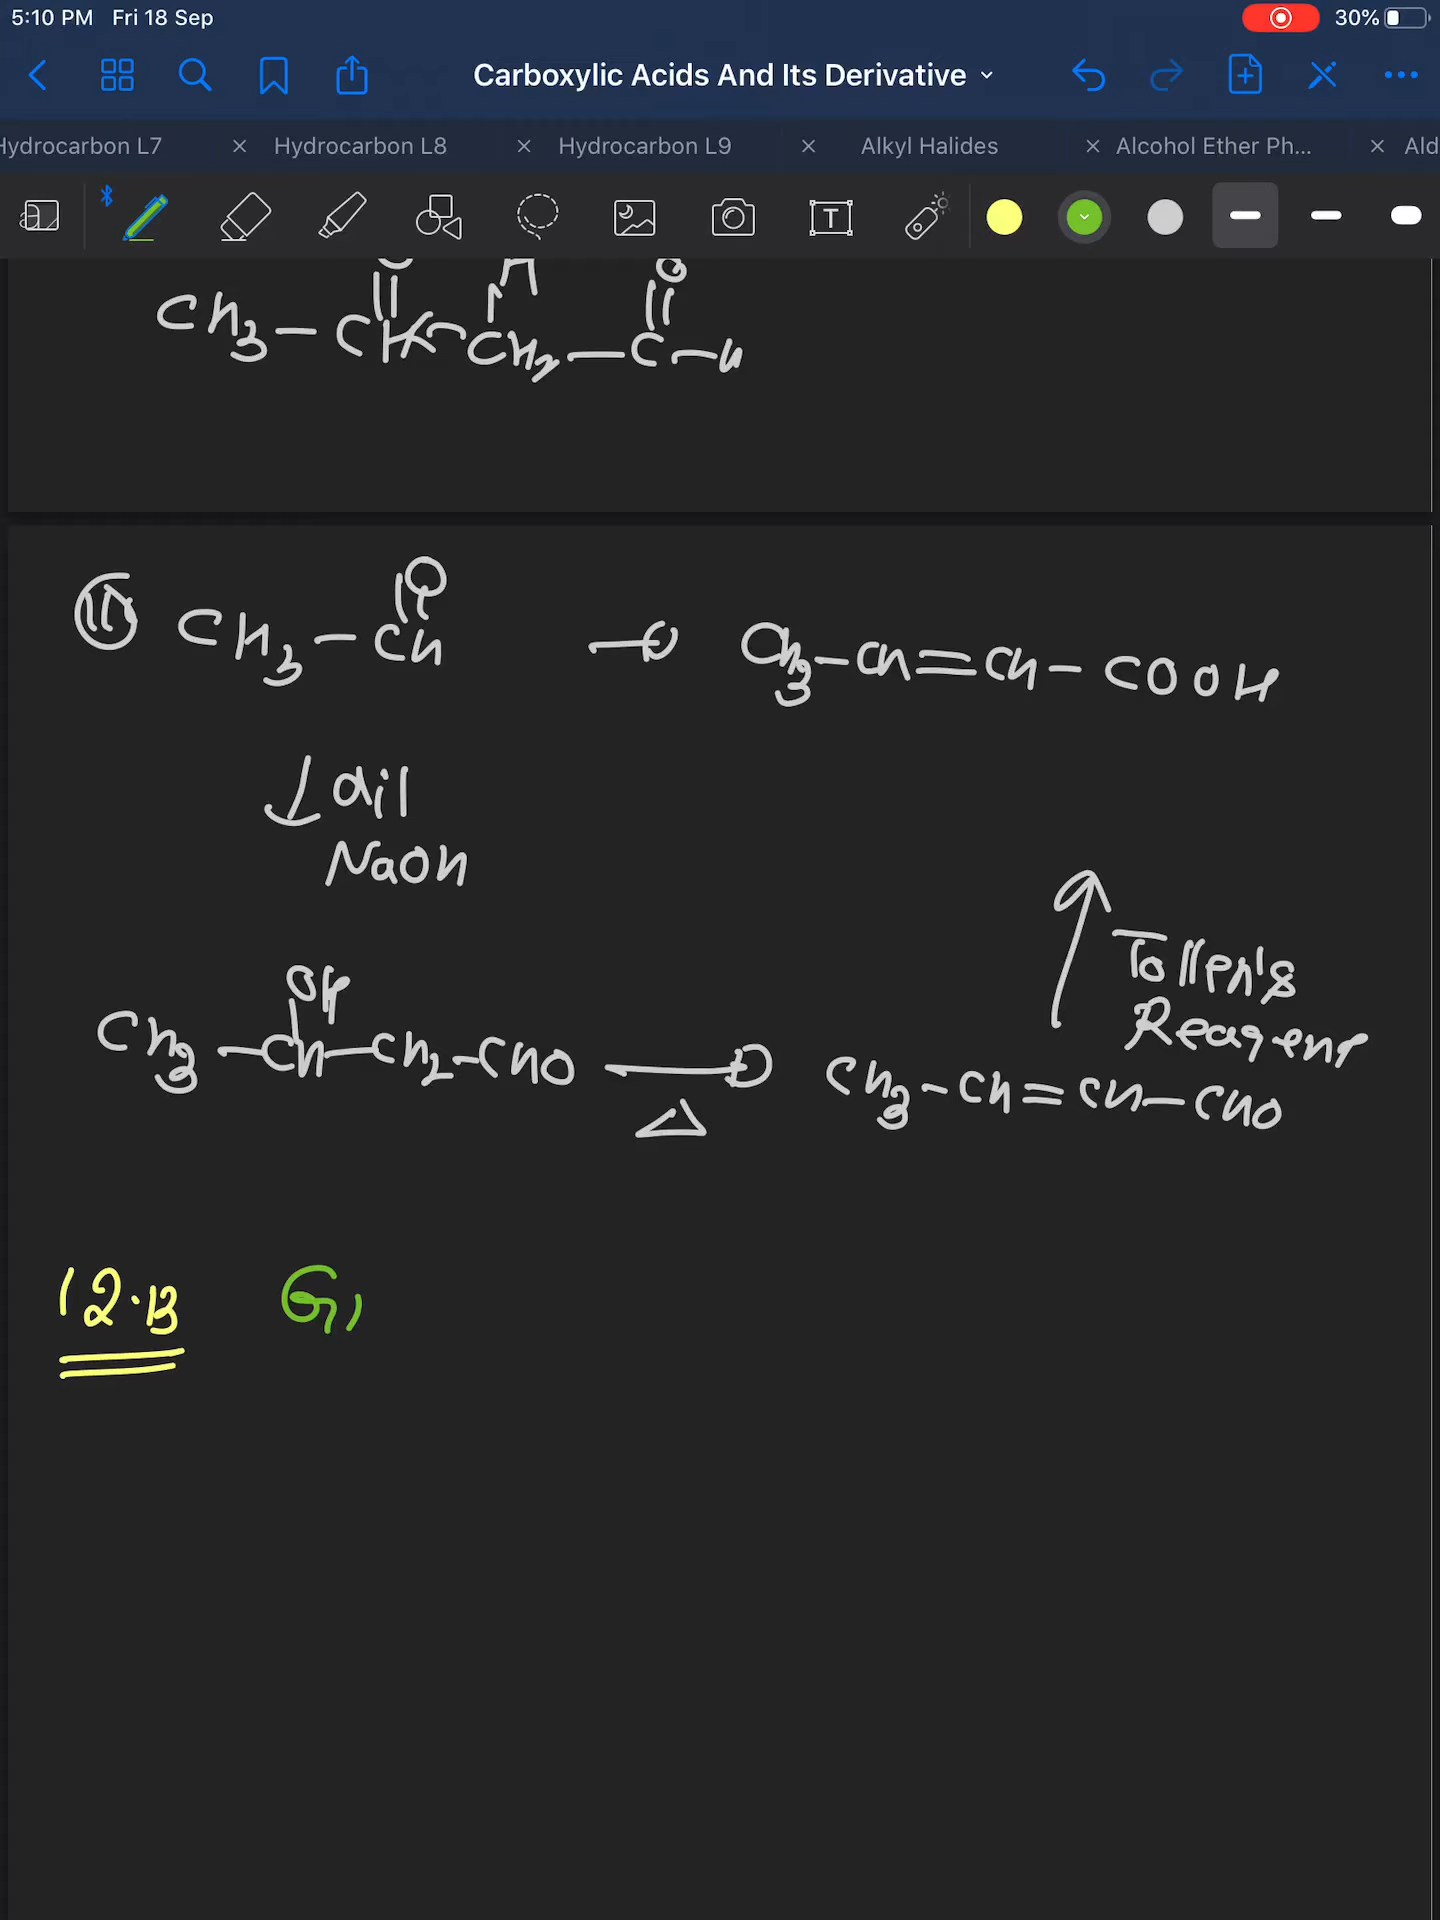 5:10 PM Fri 18 Sep 30%
Carboxylic Acids And Its Derivative
Hydrocarbon L7 × Hydrocarbon L8 × Hydrocarbon L9 × Alkyl Halides × Alcohol Ether Ph... × Ald
T
CH3 - CH - CH2 - C - H
(11) CH3 - CH → CH3 - CH = CH - COOH
O
↓ dil
NaOH
Tollen's
Reagent
OH
CH3 - CH - CH2 - CHO → CH3 - CH = CH - CHO
Δ
12.B